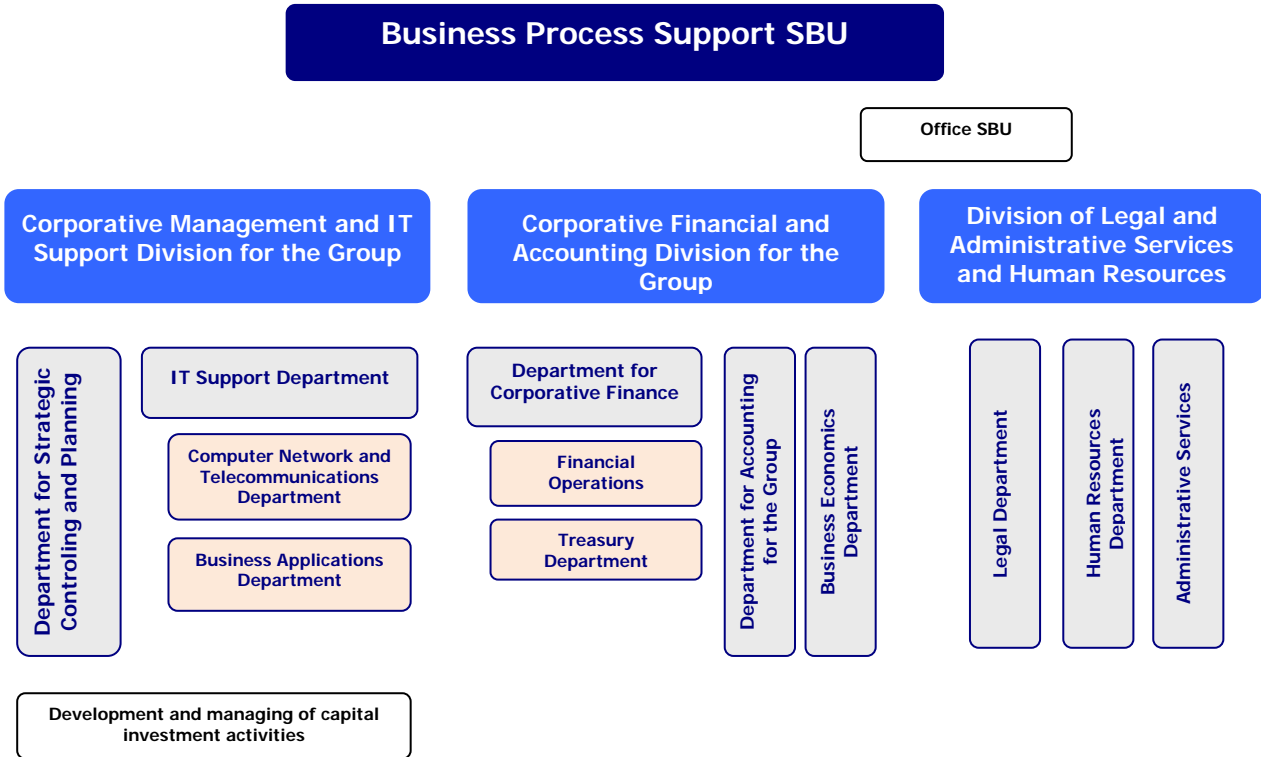 Business Process Support SBU
Office SBU
Corporative Management and IT
Support Division for the Group
Corporative Financial and
Accounting Division for the
Group
Division of Legal and
Administrative Services
and Human Resources
Department for Strategic
Controling and Planning
IT Support Department
Computer Network and
Telecommunications
Department
Business Applications
Department
Department for
Corporative Finance
Financial
Operations
Treasury
Department
Department for Accounting
for the Group
Business Economics
Department
Legal Department
Human Resources
Department
Administrative Services
Development and managing of capital
investment activities